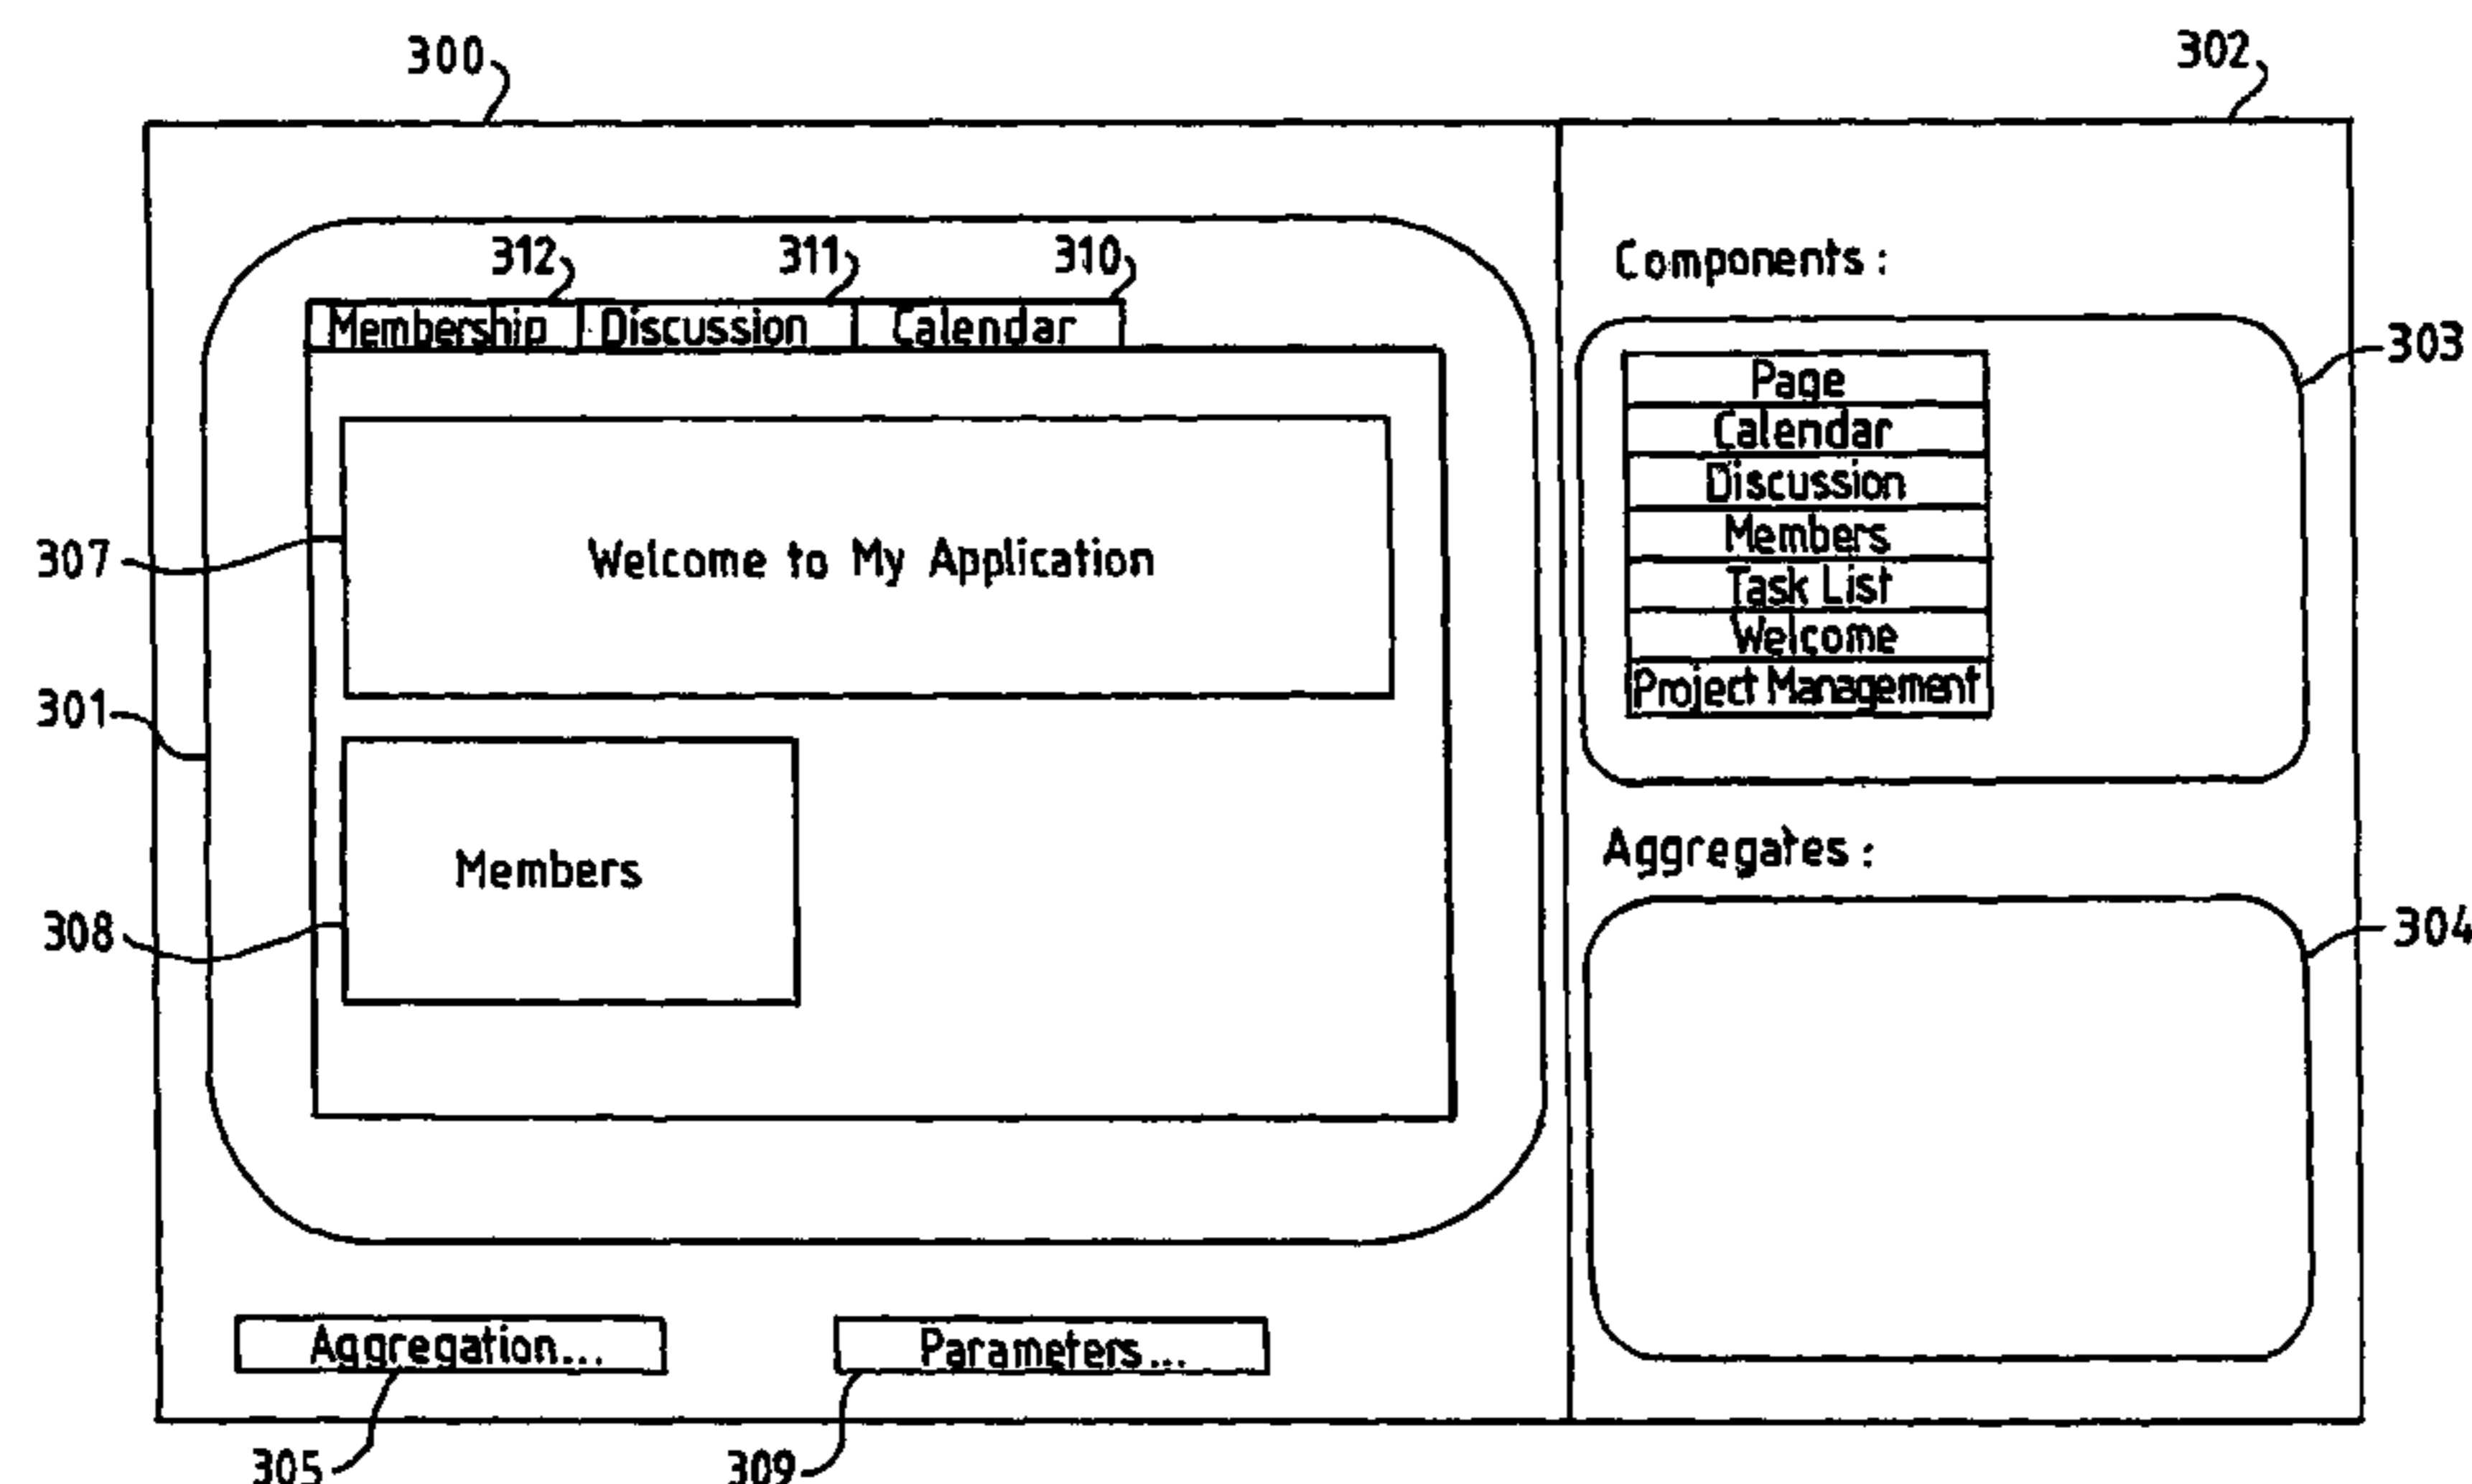 300
302
312
311
310
Membership
Discussion
Calendar
Components :
303
Page
Calendar
Discussion
Members
Task List
Welcome
Project Management
307
Welcome to My Application
301
Aggregates :
Members
308
304
Aggregation...
Parameters...
305
309